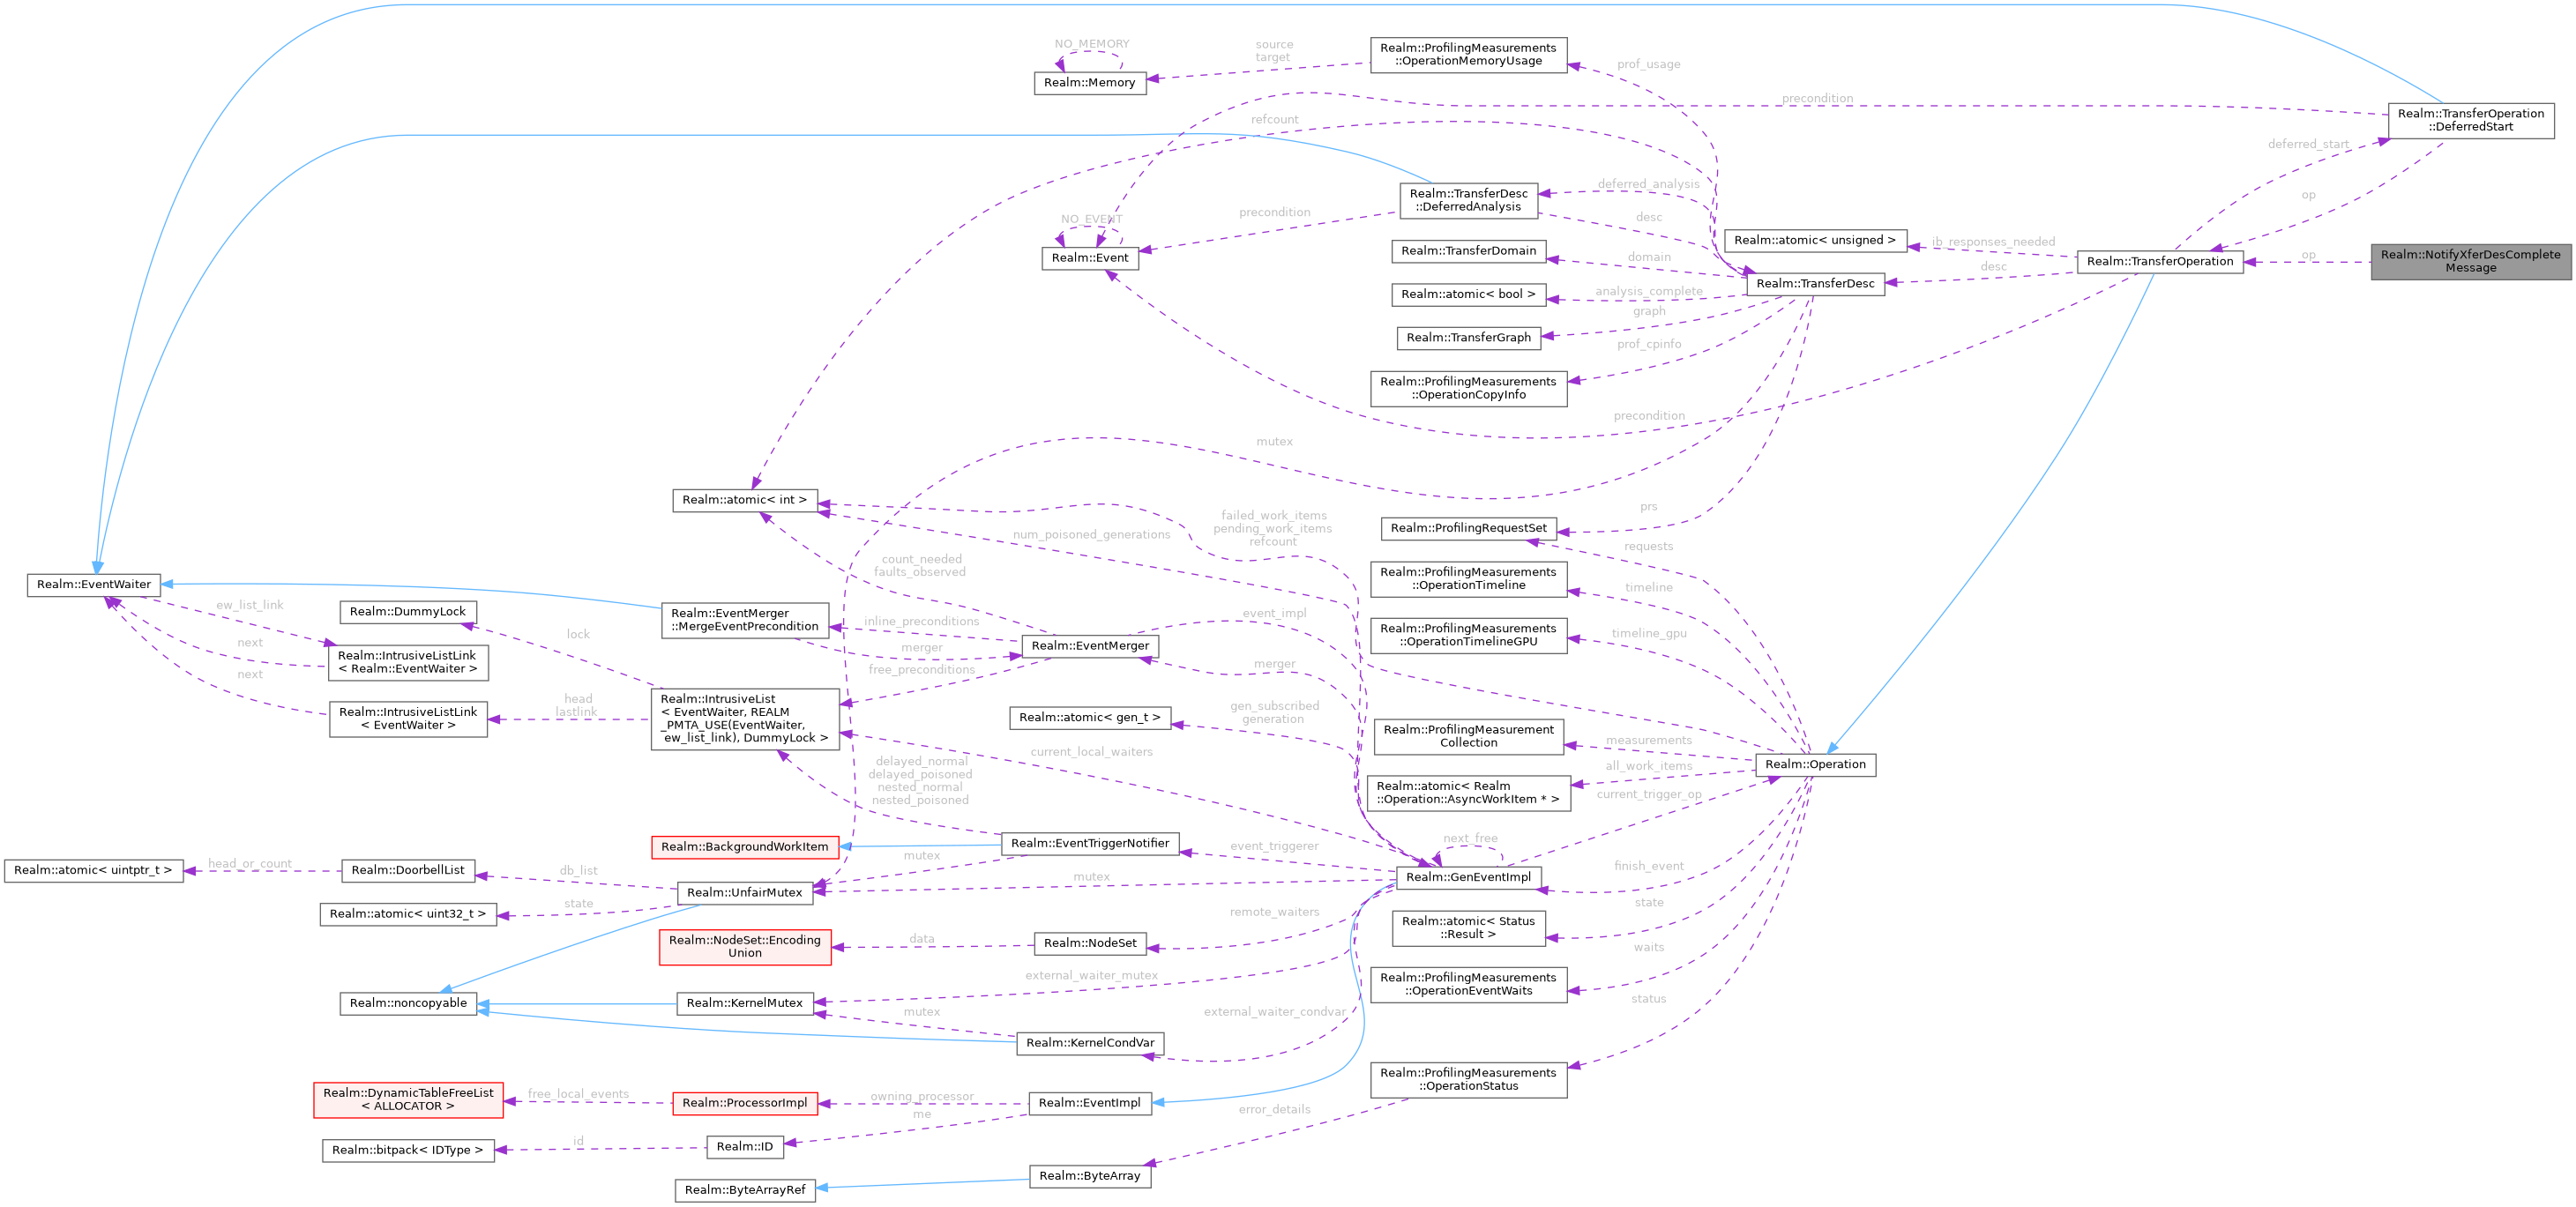 NO_MEMORY
Realm::Memory
source
target
Realm::ProfilingMeasurements
::OperationMemoryUsage
prof_usage
precondition
Realm::TransferOperation
::DeferredStart
refcount
deferred_start
Realm::TransferDesc
::DeferredAnalysis
deferred_analysis
op
precondition
desc
NO_EVENT
Realm::Event
Realm::TransferDomain
domain
Realm::atomic< unsigned >
ib_responses_needed
Realm::TransferOperation
op
Realm::NotifyXferDesComplete
Message
desc
Realm::TransferDesc
Realm::atomic< bool >
analysis_complete
graph
Realm::TransferGraph
prof_cpinfo
Realm::ProfilingMeasurements
::OperationCopyInfo
precondition
mutex
Realm::atomic< int >
prs
Realm::ProfilingRequestSet
failed_work_items
pending_work_items
refcount
num_poisoned_generations
requests
count_needed
faults_observed
Realm::ProfilingMeasurements
::OperationTimeline
timeline
Realm::EventWaiter
ew_list_link
Realm::DummyLock
lock
Realm::EventMerger
::MergeEventPrecondition
inline_preconditions
event_impl
Realm::ProfilingMeasurements
::OperationTimelineGPU
timeline_gpu
next
Realm::IntrusiveListLink
< Realm::EventWaiter >
merger
Realm::EventMerger
merger
free_preconditions
next
Realm::IntrusiveListLink
< EventWaiter >
head
lastlink
Realm::IntrusiveList
< EventWaiter, REALM
_PMTA_USE(EventWaiter,
ew_list_link), DummyLock >
Realm::atomic< gen_t >
gen_subscribed
generation
Realm::ProfilingMeasurement
Collection
measurements
current_local_waiters
Realm::Operation
all_work_items
Realm::atomic< Realm
::Operation::AsyncWorkItem * >
current_trigger_op
delayed_normal
delayed_poisoned
nested_normal
nested_poisoned
Realm::BackgroundWorkItem
Realm::EventTriggerNotifier
event_triggerer
next_free
Realm::GenEventImpl
finish_event
Realm::atomic< uintptr_t >
head_or_count
Realm::DoorbellList
db_list
mutex
mutex
Realm::UnfairMutex
Realm::atomic< uint32_t >
state
remote_waiters
Realm::atomic< Status
::Result >
state
Realm::NodeSet::Encoding
Union
data
Realm::NodeSet
waits
external_waiter_mutex
Realm::ProfilingMeasurements
::OperationEventWaits
Realm::noncopyable
Realm::KernelMutex
mutex
external_waiter_condvar
status
Realm::KernelCondVar
Realm::ProfilingMeasurements
::OperationStatus
Realm::DynamicTableFreeList
< ALLOCATOR >
free_local_events
Realm::ProcessorImpl
owning_processor
me
Realm::EventImpl
error_details
Realm::bitpack< IDType >
id
Realm::ID
Realm::ByteArray
Realm::ByteArrayRef